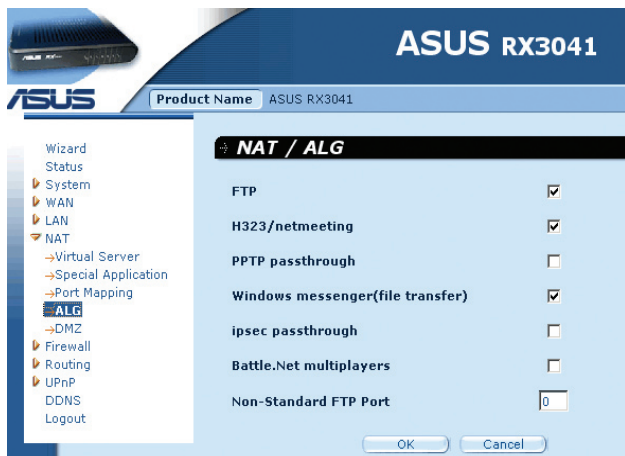 ASUS RX3041
ASUS
Product Name ASUS RX3041
Wizard
Status
System
WAN
LAN
NAT
→Virtual Server
→Special Application
→Port Mapping
→ALG
→DMZ
Firewall
Routing
UPnP
DDNS
Logout
NAT / ALG
FTP
H323/netmeeting
PPTP passthrough
Windows messenger(file transfer)
ipsec passthrough
Battle.Net multiplayers
Non-Standard FTP Port 0
OK Cancel